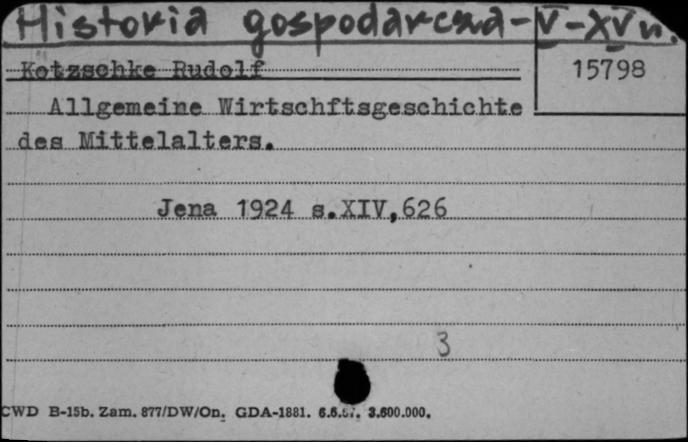 Historia gospodarcza-V-XV w.
Kotzschke Rudolf
15798
Allgemeine Wirtschftsgeschichte
des Mittelalters.
Jena 1924 s.XIV,626
3
CWD B-15b. Zam. 877/DW/On. GDA-1881. 3.600.000.